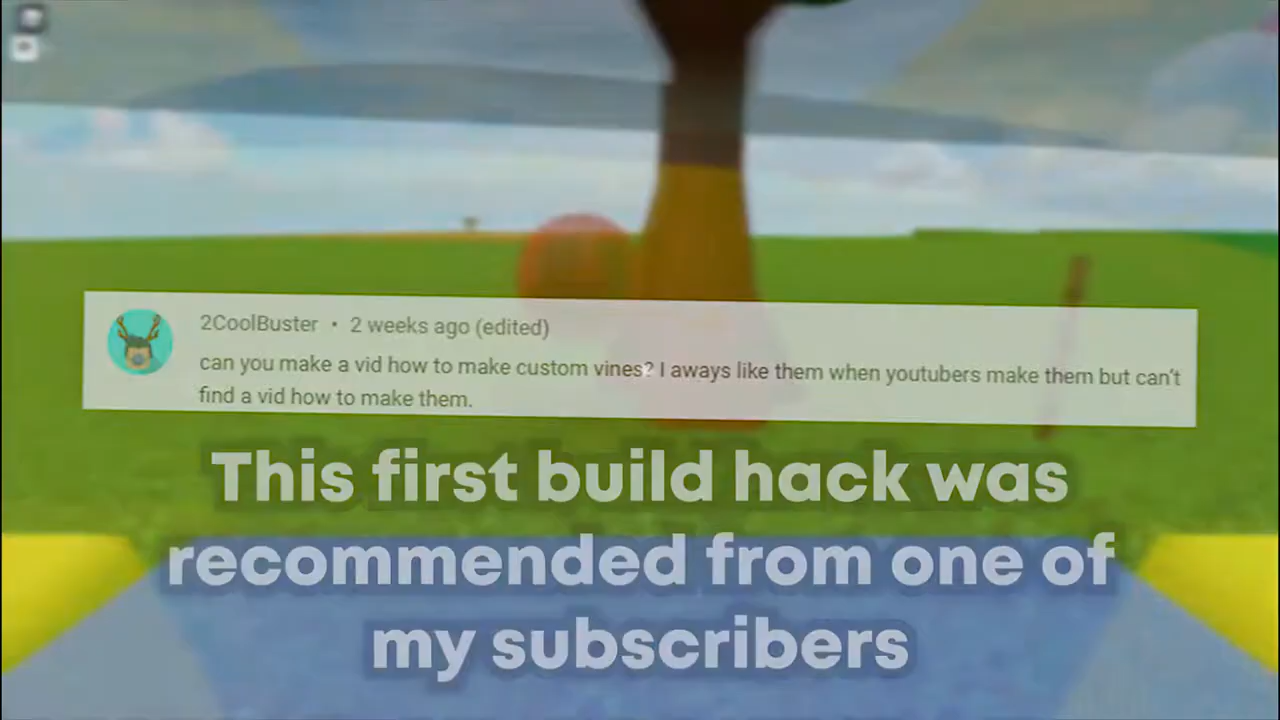 2CoolBuster • 2 weeks ago (edited)
can you make a vid how to make custom vines? I aways like them when youtubers make them but can't
find a vid how to make them.
This first build hack was
recommended from one of
my subscribers